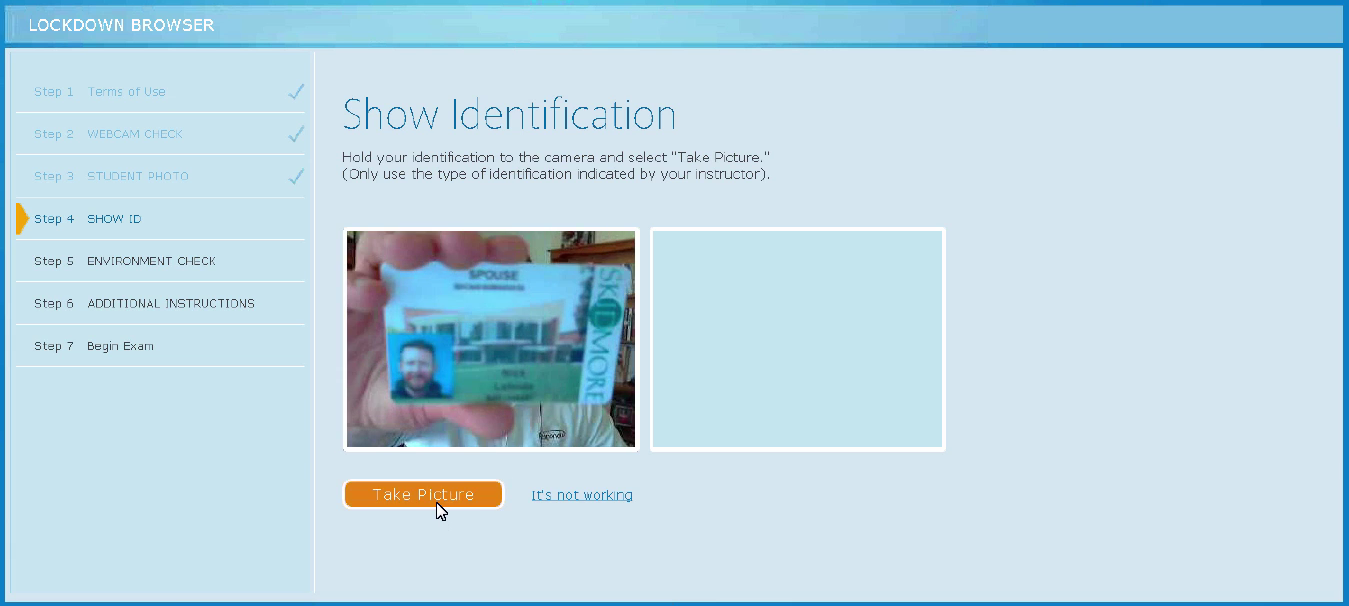 LOCKDOWN BROWSER
Step 1 Terms of Use
Step 2 WEBCAM CHECK
Step 3 STUDENT PHOTO
Step 4 SHOW ID
Step 5 ENVIRONMENT CHECK
Step 6 ADDITIONAL INSTRUCTIONS
Step 7 Begin Exam
Show Identification
Hold your identification to the camera and select "Take Picture."
(Only use the type of identification indicated by your instructor).
SPOUSE
SKIDMORE
Take Picture
It's not working